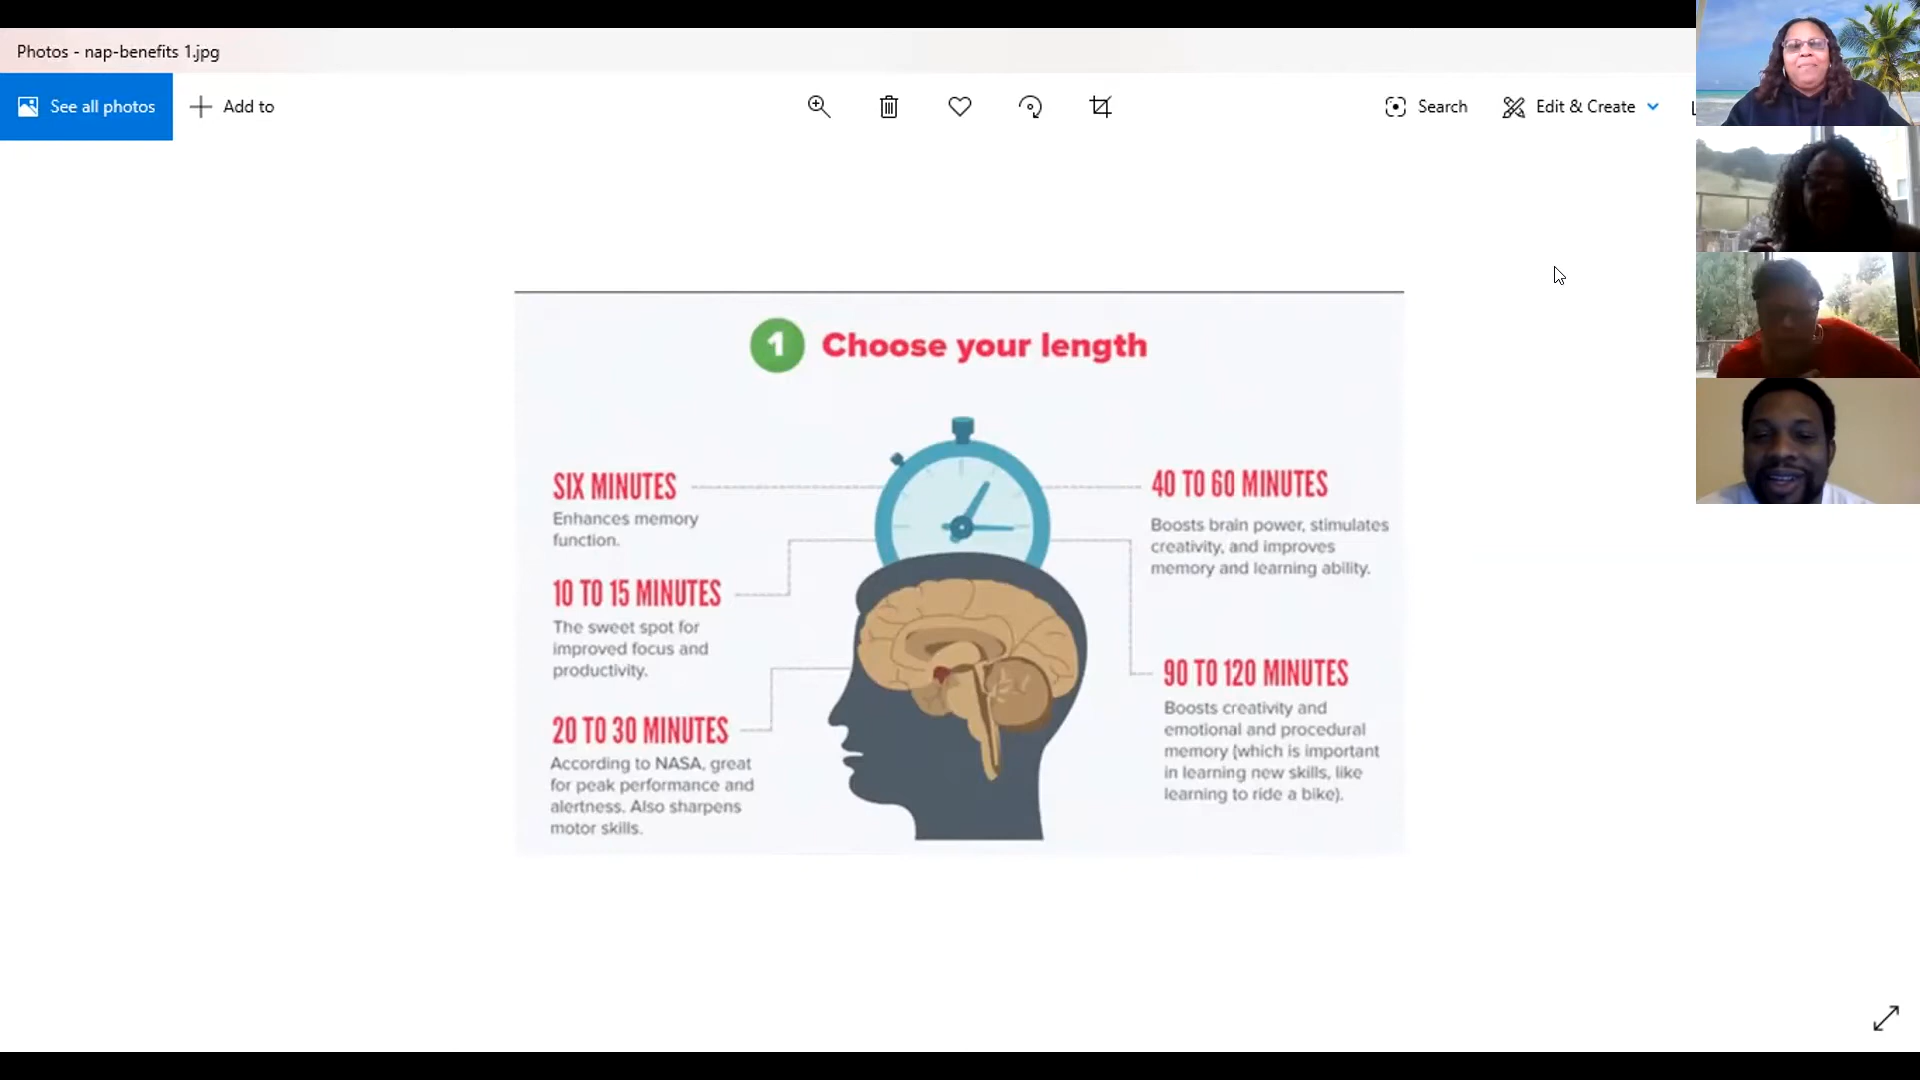 Photos - nap-benefits 1.jpg
See all photos
Add to
Search
Edit & Create
1 Choose your length
SIX MINUTES
Enhances memory
function.
10 TO 15 MINUTES
The sweet spot for
improved focus and
productivity.
20 TO 30 MINUTES
According to NASA, great
for peak performance and
alertness. Also sharpens
motor skills.
40 TO 60 MINUTES
Boosts brain power, stimulates
creativity, and improves
memory and learning ability.
90 TO 120 MINUTES
Boosts creativity and
emotional and procedural
memory (which is important
in learning new skills, like
learning to ride a bike).